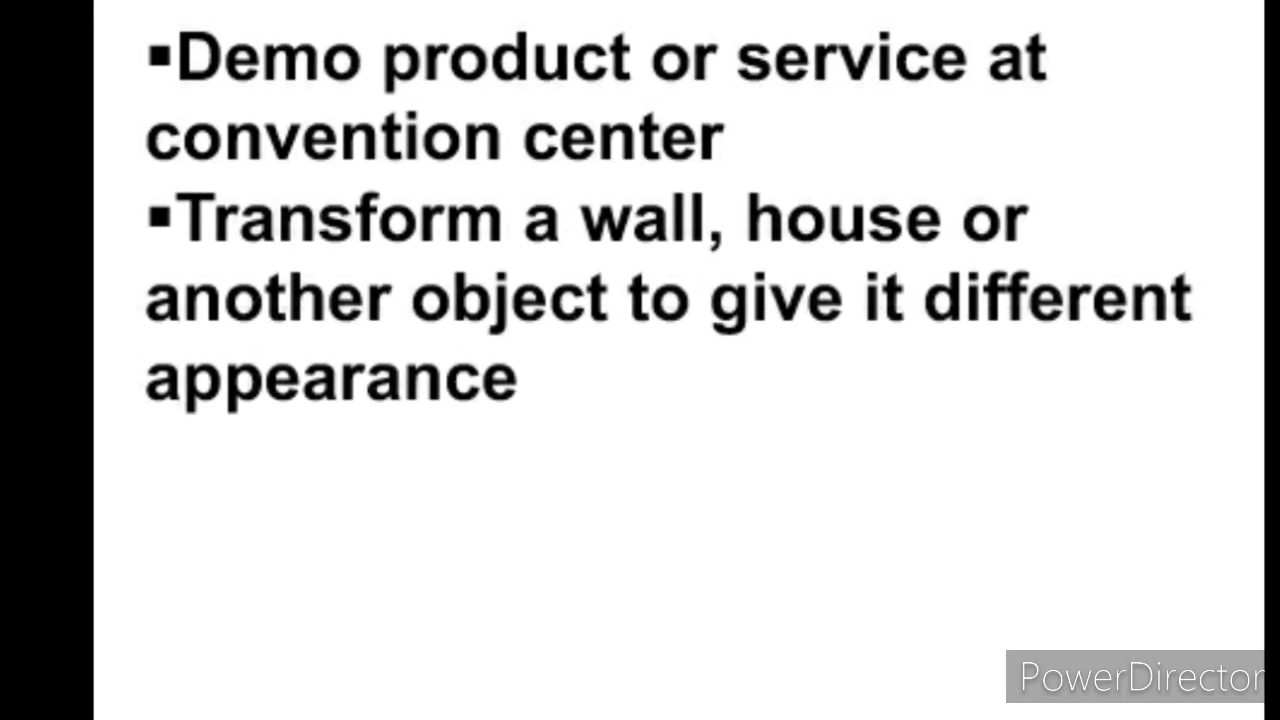 ▪Demo product or service at
convention center
▪Transform a wall, house or
another object to give it different
appearance
PowerDirector